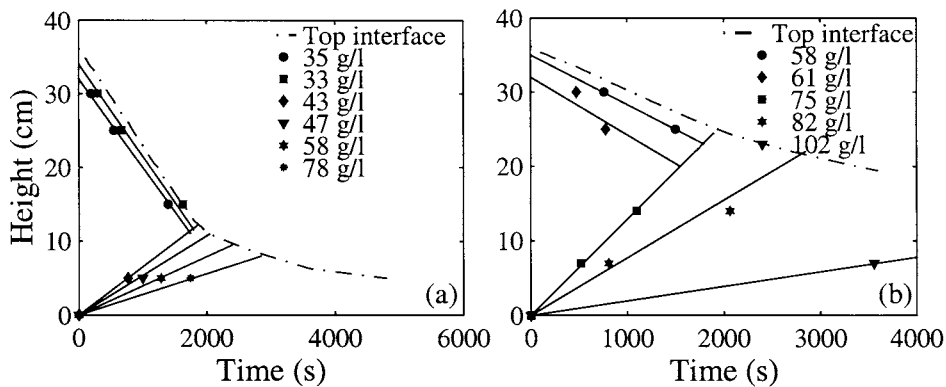 40
30
20
10
0
Height (cm)
Top interface
35 g/l
33 g/l
43 g/l
47 g/l
58 g/l
78 g/l
(a)
0 2000 4000 6000
Time (s)
40
30
20
10
0
Top interface
58 g/l
61 g/l
75 g/l
82 g/l
102 g/l
(b)
0 1000 2000 3000 4000
Time (s)